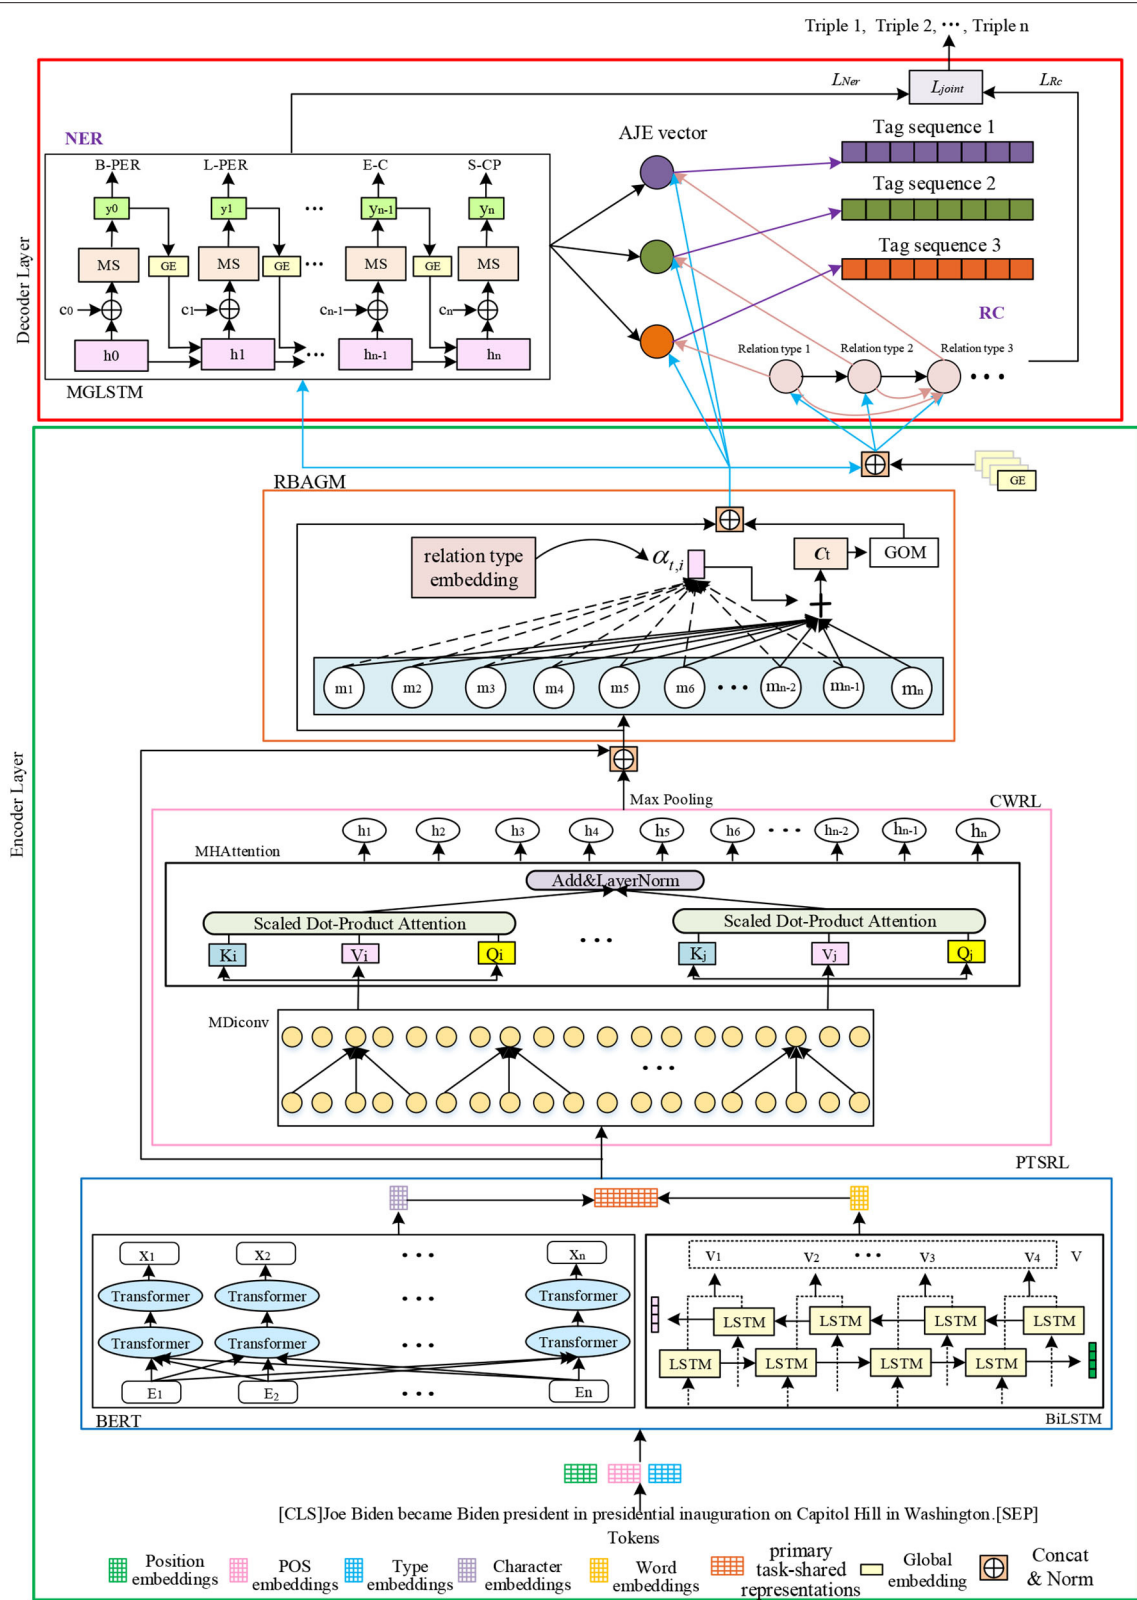 Triple 1, Triple 2, ..., Triple n
LNer
Ljoint
LRc
NER
AJE vector
Tag sequence 1
B-PER L-PER E-C S-CP
y0 y1 ... yn-1 yn
Tag sequence 2
MS GE MS GE ... MS GE MS
Tag sequence 3
c0 c1 cn-1 cn
RC
h0 h1 ... hn-1 hn
Relation type 1 Relation type 2 Relation type 3
...
MGLSTM
Decoder Layer
RBAGM
GE
relation type
embedding
αt,i
Ct
GOM
+
m1 m2 m3 m4 m5 m6 ... mn-2 mn-1 mn
Max Pooling
CWRL
h1 h2 h3 h4 h5 h6 ... hn-2 hn-1 hn
MHAttention
Add&LayerNorm
Scaled Dot-Product Attention ... Scaled Dot-Product Attention
Ki Vi Qi Kj Vj Qj
MDiconv
...
Encoder Layer
PTSRL
x1 x2 ... xn
v1 v2 ... v3 v4 V
Transformer Transformer ... Transformer
LSTM LSTM LSTM LSTM
Transformer Transformer Transformer
LSTM LSTM LSTM LSTM
E1 E2 ... En
BERT
BiLSTM
[CLS]Joe Biden became Biden president in presidential inauguration on Capitol Hill in Washington.[SEP]
Tokens
Position
embeddings
POS
embeddings
Type
embeddings
Character
embeddings
Word
embeddings
primary
task-shared
representations
Global
embedding
Concat
& Norm